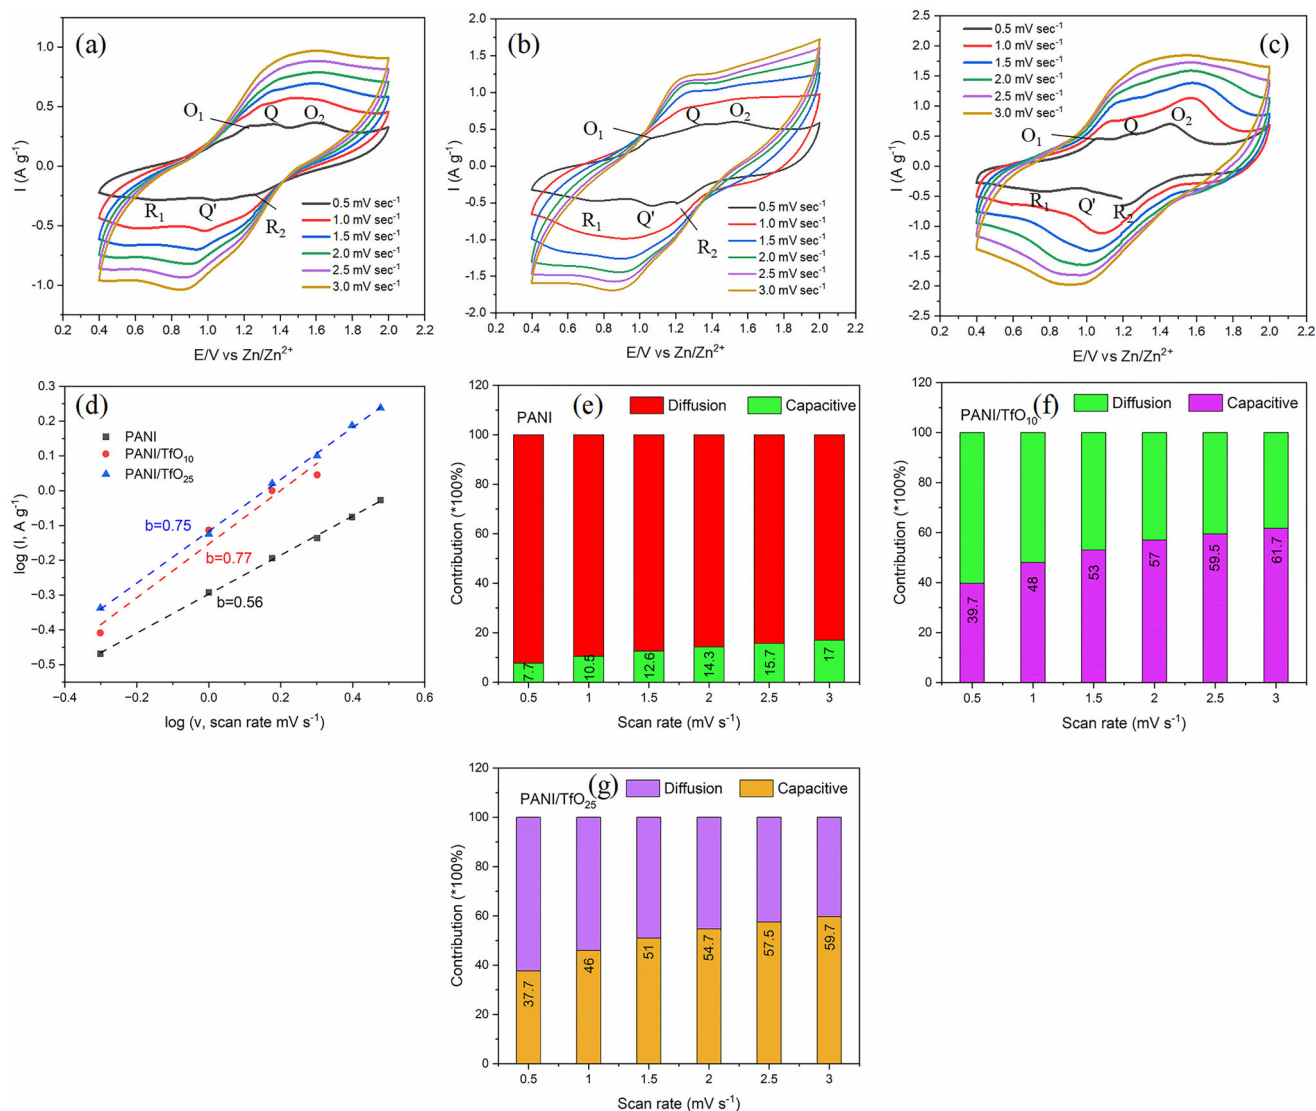 (a)
I (A g⁻¹)
1.0
0.5
0.0
-0.5
-1.0
O₁
Q
O₂
R₁
Q'
R₂
0.5 mV sec⁻¹
1.0 mV sec⁻¹
1.5 mV sec⁻¹
2.0 mV sec⁻¹
2.5 mV sec⁻¹
3.0 mV sec⁻¹
0.2 0.4 0.6 0.8 1.0 1.2 1.4 1.6 1.8 2.0 2.2
E/V vs Zn/Zn²⁺
(b)
I (A g⁻¹)
2.0
1.5
1.0
0.5
0.0
-0.5
-1.0
-1.5
-2.0
O₁
Q
O₂
R₁
Q'
R₂
0.5 mV sec⁻¹
1.0 mV sec⁻¹
1.5 mV sec⁻¹
2.0 mV sec⁻¹
2.5 mV sec⁻¹
3.0 mV sec⁻¹
0.2 0.4 0.6 0.8 1.0 1.2 1.4 1.6 1.8 2.0 2.2
E/V vs Zn/Zn²⁺
(c)
I (A g⁻¹)
2.5
2.0
1.5
1.0
0.5
0.0
-0.5
-1.0
-1.5
-2.0
-2.5
0.5 mV sec⁻¹
1.0 mV sec⁻¹
1.5 mV sec⁻¹
2.0 mV sec⁻¹
2.5 mV sec⁻¹
3.0 mV sec⁻¹
O₁
Q
O₂
R₁
Q'
R₂
0.2 0.4 0.6 0.8 1.0 1.2 1.4 1.6 1.8 2.0 2.2
E/V vs Zn/Zn²⁺
(d)
log (I, A g⁻¹)
0.3
0.2
0.1
0.0
−0.1
−0.2
−0.3
−0.4
−0.5
PANI
PANI/TfO₁₀
PANI/TfO₂₅
b=0.75
b=0.77
b=0.56
−0.4 −0.2 0.0 0.2 0.4 0.6
log (v, scan rate mV s⁻¹)
(e)
PANI
Diffusion
Capacitive
Contribution (*100%)
120
100
80
60
40
20
0
7.7 10.5 12.6 14.3 15.7 17
0.5 1 1.5 2 2.5 3
Scan rate (mV s⁻¹)
(f)
PANI/TfO₁₀
Diffusion
Capacitive
Contribution (*100%)
120
100
80
60
40
20
0
39.7 48 53 57 59.5 61.7
0.5 1 1.5 2 2.5 3
Scan rate (mV s⁻¹)
(g)
PANI/TfO₂₅
Diffusion
Capacitive
Contribution (*100%)
120
100
80
60
40
20
0
37.7 46 51 54.7 57.5 59.7
0.5 1 1.5 2 2.5 3
Scan rate (mV s⁻¹)